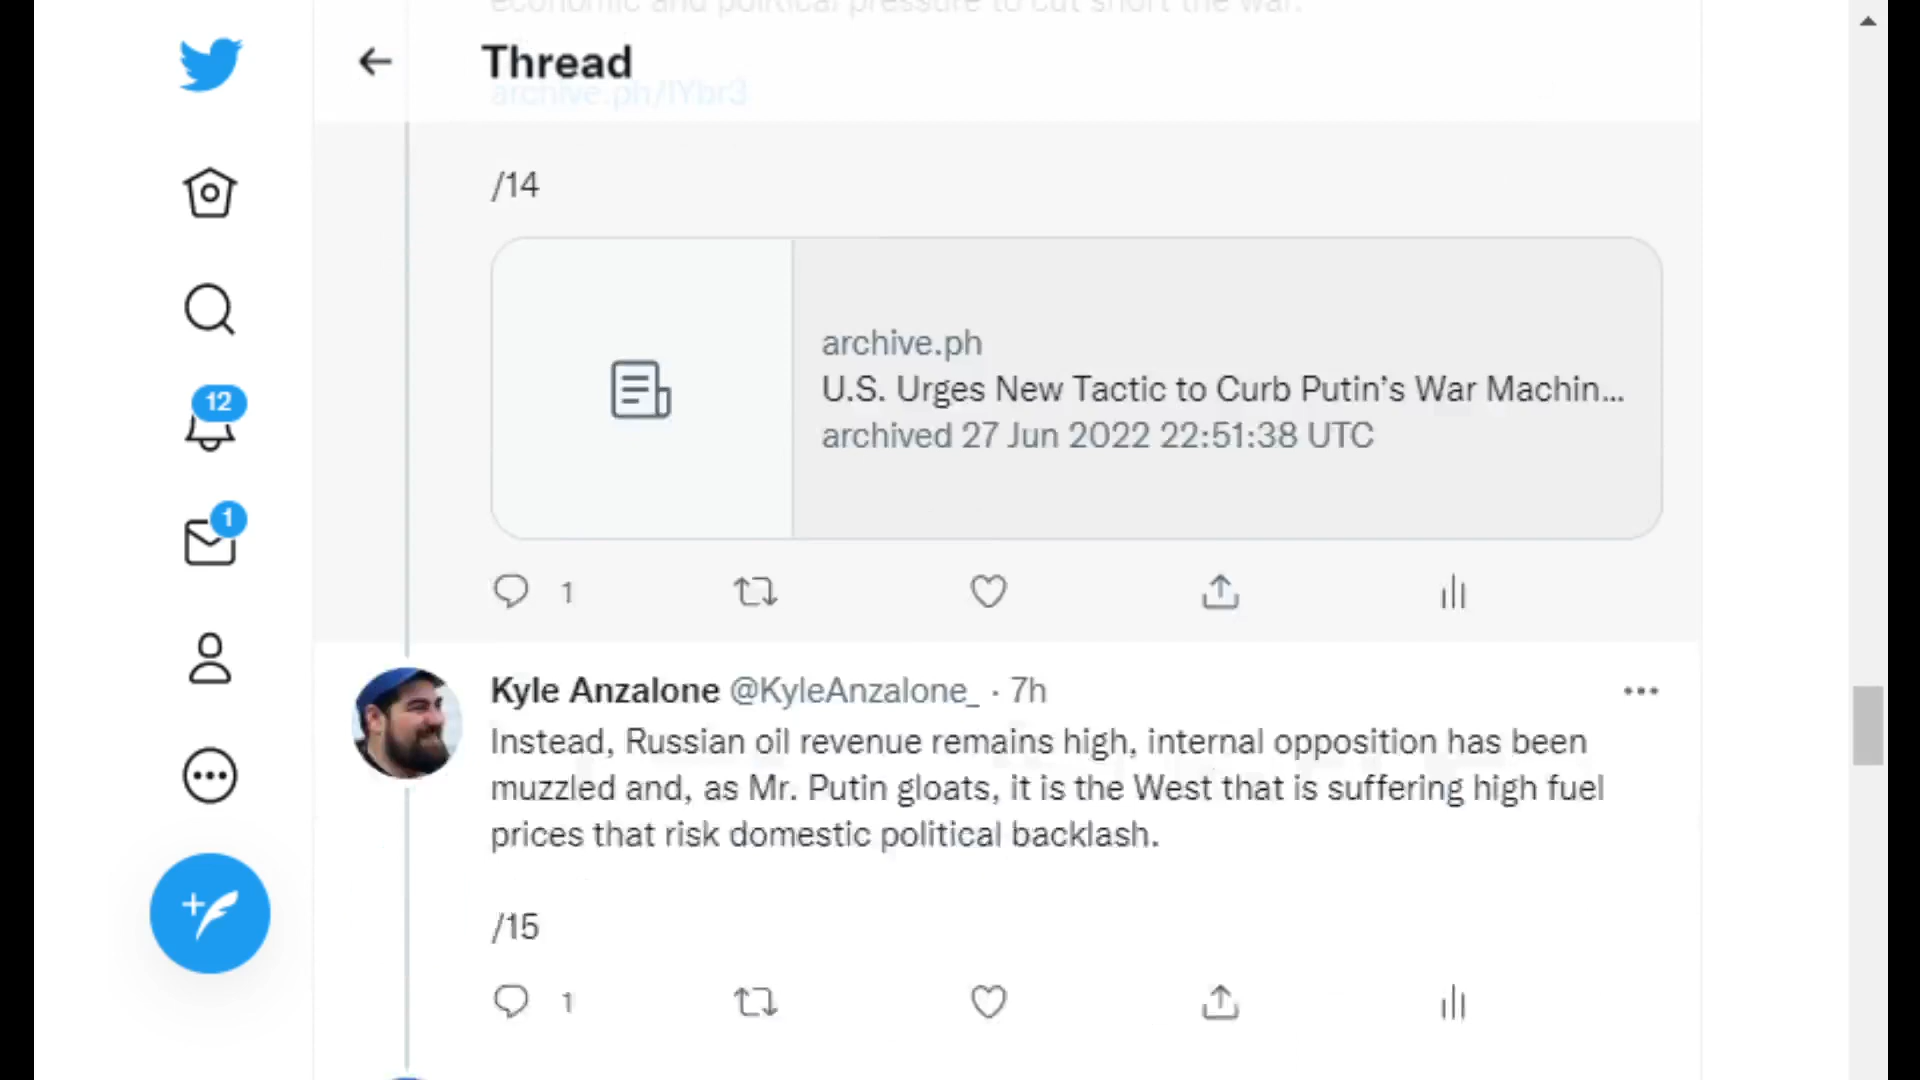 economic and political pressure to cut short the war.
Thread
archive.ph/IYbr3
/14
archive.ph
U.S. Urges New Tactic to Curb Putin’s War Machin...
archived 27 Jun 2022 22:51:38 UTC
12
1
1
Kyle Anzalone @KyleAnzalone_ · 7h
Instead, Russian oil revenue remains high, internal opposition has been
muzzled and, as Mr. Putin gloats, it is the West that is suffering high fuel
prices that risk domestic political backlash.
/15
1